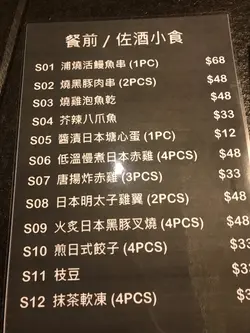 餐前 / 佐酒小食
S01 浦燒活鰻魚串 (1PC) $68
S02 燒黑豚肉串 (2PCS) $48
S03 燒雞泡魚乾 $48
S04 芥辣八爪魚 $33
S05 醬漬日本塘心蛋 (1PC) $12
S06 低溫慢煮日本赤雞 (4PCS) $48
S07 唐揚炸赤雞 (3PCS) $33
S08 日本明太子雞翼 (2PCS) $48
S09 火炙日本黑豚叉燒 (4PCS) $48
S10 煎日式餃子 (4PCS)
S11 枝豆
S12 抹茶蕨凍 (4PCS)